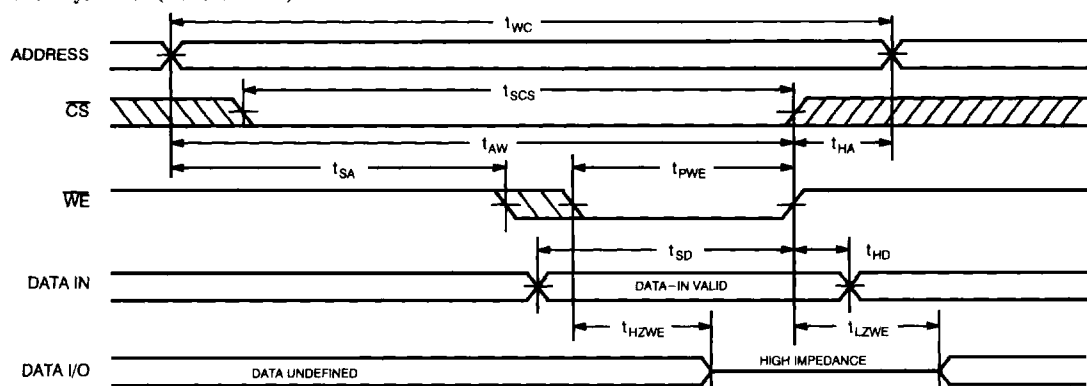 tWC
ADDRESS
CS
tSCS
tAW
tHA
tSA
tPWE
WE
tSD
tHD
DATA IN
DATA–IN VALID
tHZWE
tLZWE
DATA I/O
DATA UNDEFINED
HIGH IMPEDANCE